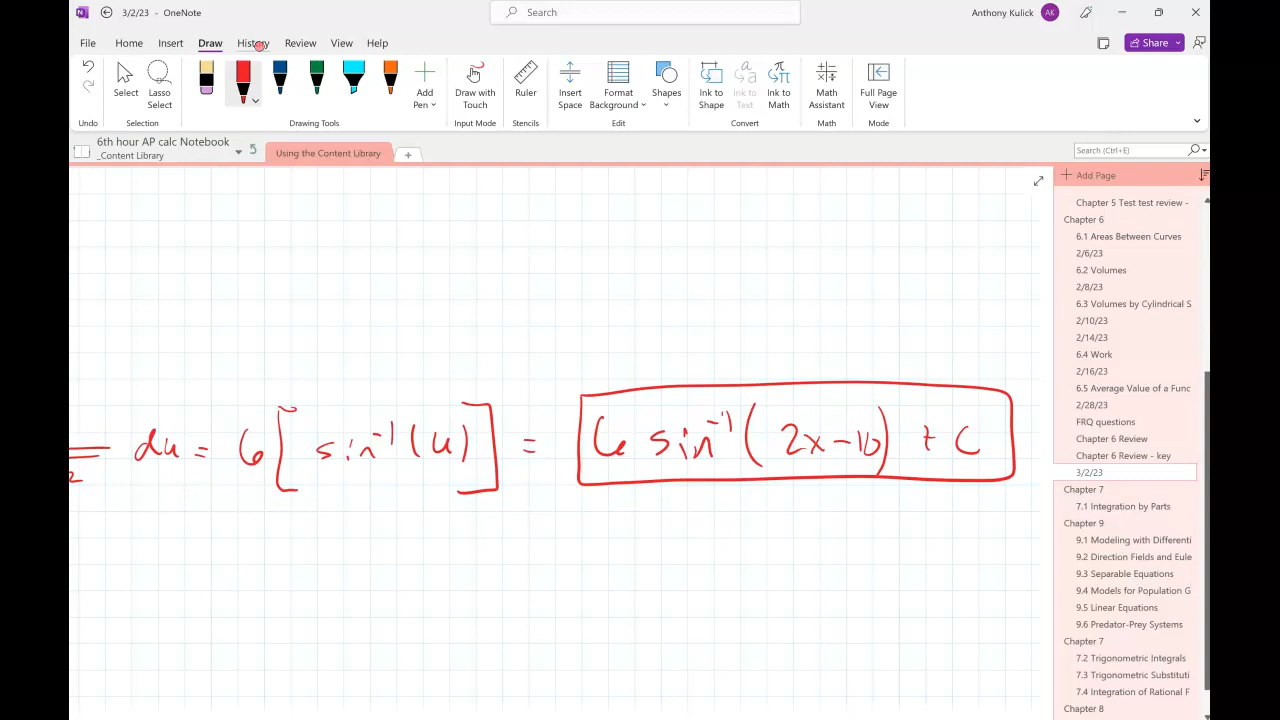 3/2/23 - OneNote
Search
Anthony Kulick AK
File Home Insert Draw History Review View Help
Share
Undo
Select
Lasso Select
Selection
Add Pen
Drawing Tools
Draw with Touch
Input Mode
Ruler
Stencils
Insert Space
Format Background
Shapes
Edit
Ink to Shape
Ink to Text
Ink to Math
Convert
Math Assistant
Math
Full Page View
Mode
6th hour AP calc Notebook
_Content Library
5
Using the Content Library
+
Search (Ctrl+E)
Add Page
Chapter 5 Test test review -
Chapter 6
6.1 Areas Between Curves
2/6/23
6.2 Volumes
2/8/23
6.3 Volumes by Cylindrical S
2/10/23
2/14/23
6.4 Work
2/16/23
6.5 Average Value of a Func
2/28/23
FRQ questions
Chapter 6 Review
Chapter 6 Review - key
3/2/23
Chapter 7
7.1 Integration by Parts
Chapter 9
9.1 Modeling with Differenti
9.2 Direction Fields and Eule
9.3 Separable Equations
9.4 Models for Population G
9.5 Linear Equations
9.6 Predator-Prey Systems
Chapter 7
7.2 Trigonometric Integrals
7.3 Trigonometric Substituti
7.4 Integration of Rational F
Chapter 8
2 du = 6[ sin⁻¹(u) ] = 6 sin⁻¹(2x-10) + C